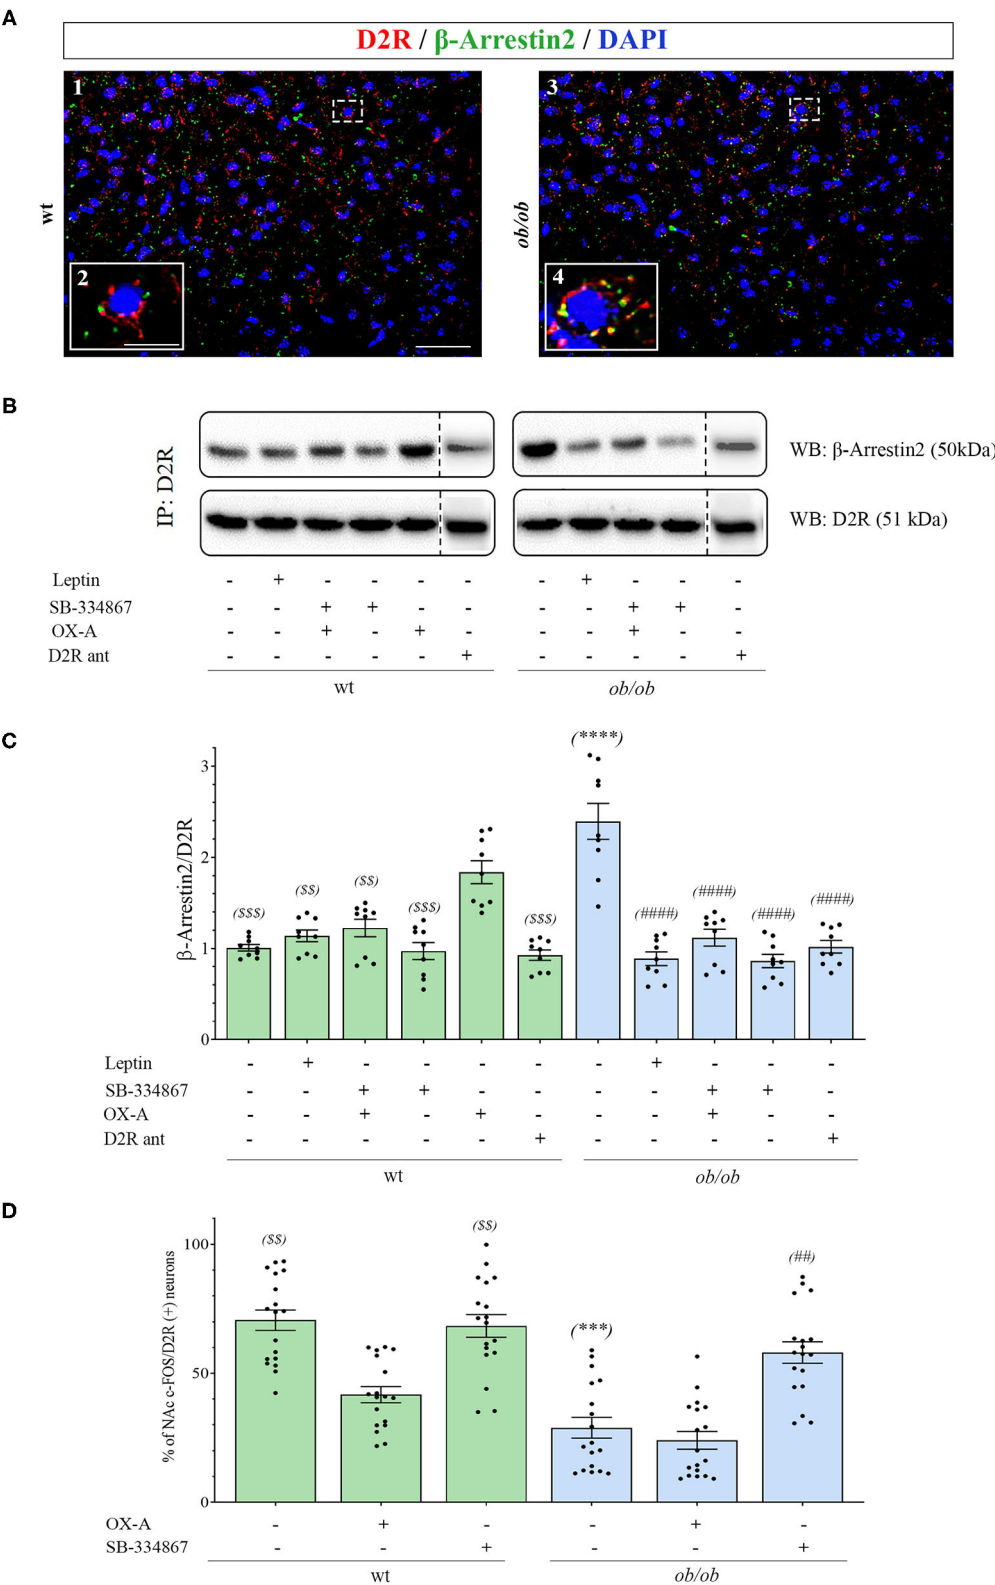 A
D2R / β-Arrestin2 / DAPI
1
3
wt
ob/ob
2
4
B
IP: D2R
WB: β-Arrestin2 (50kDa)
WB: D2R (51 kDa)
Leptin - + - - - - - + - - -
SB-334867 - - + + - - - - + + -
OX-A - - + - + - - - + - -
D2R ant - - - - - + - - - - +
wt ob/ob
C
(****)
3
β-Arrestin2/D2R
2
($$$) ($$) ($$) ($$$) ($$$) (####) (####) (####) (####)
1
0
Leptin - + - - - - - + - - -
SB-334867 - - + + - - - - + + -
OX-A - - + - + - - - + - -
D2R ant - - - - - + - - - - +
wt ob/ob
D
% of NAc c-FOS/D2R (+) neurons
($$) ($$) (***) (##)
100
50
0
OX-A - + - - + -
SB-334867 - - + - - +
wt ob/ob